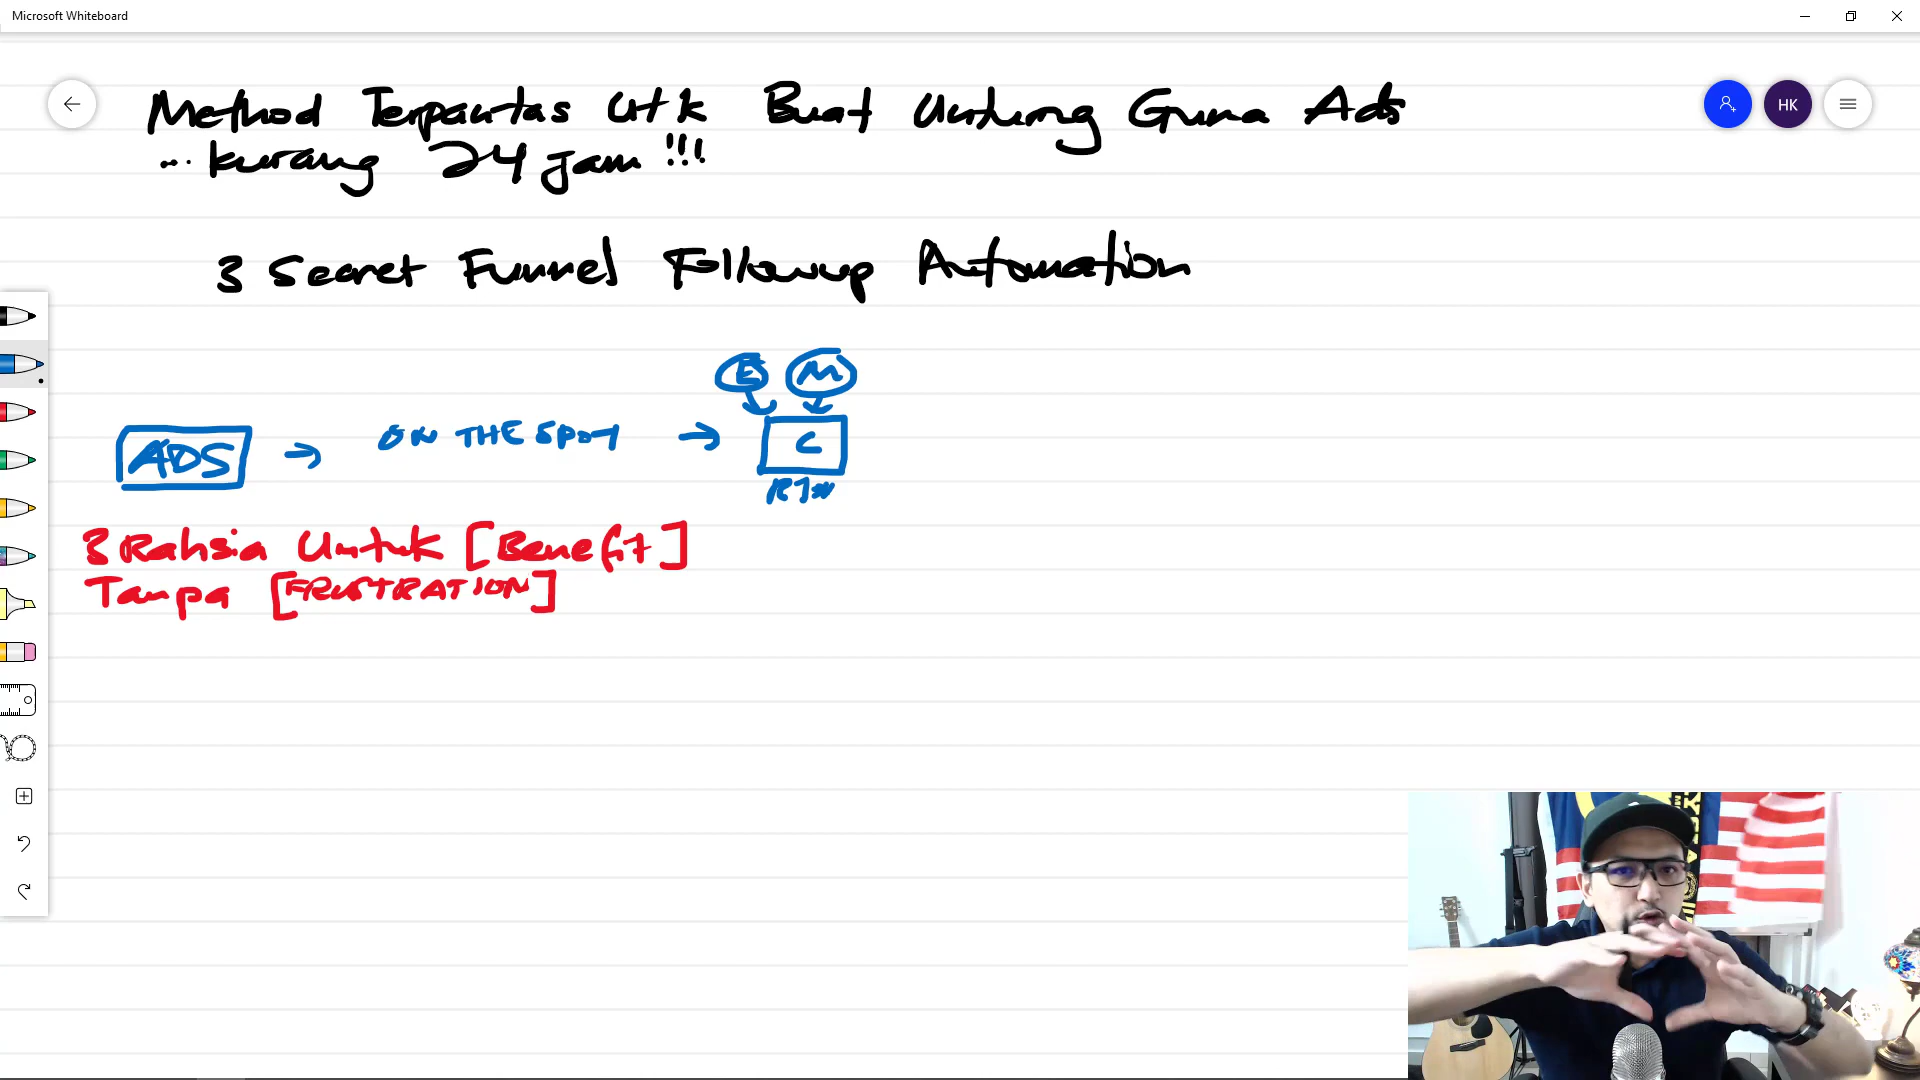 Microsoft Whiteboard
HK
Method Terpantas Utk Buat Untung Guna Ads
... kurang 24 jam !!!
3 Secret Funnel Followup Automation
E M
ADS → ON THE SPOT → C
3 Rahsia Untuk [Benefit]
Tanpa [FRUSTRATION]